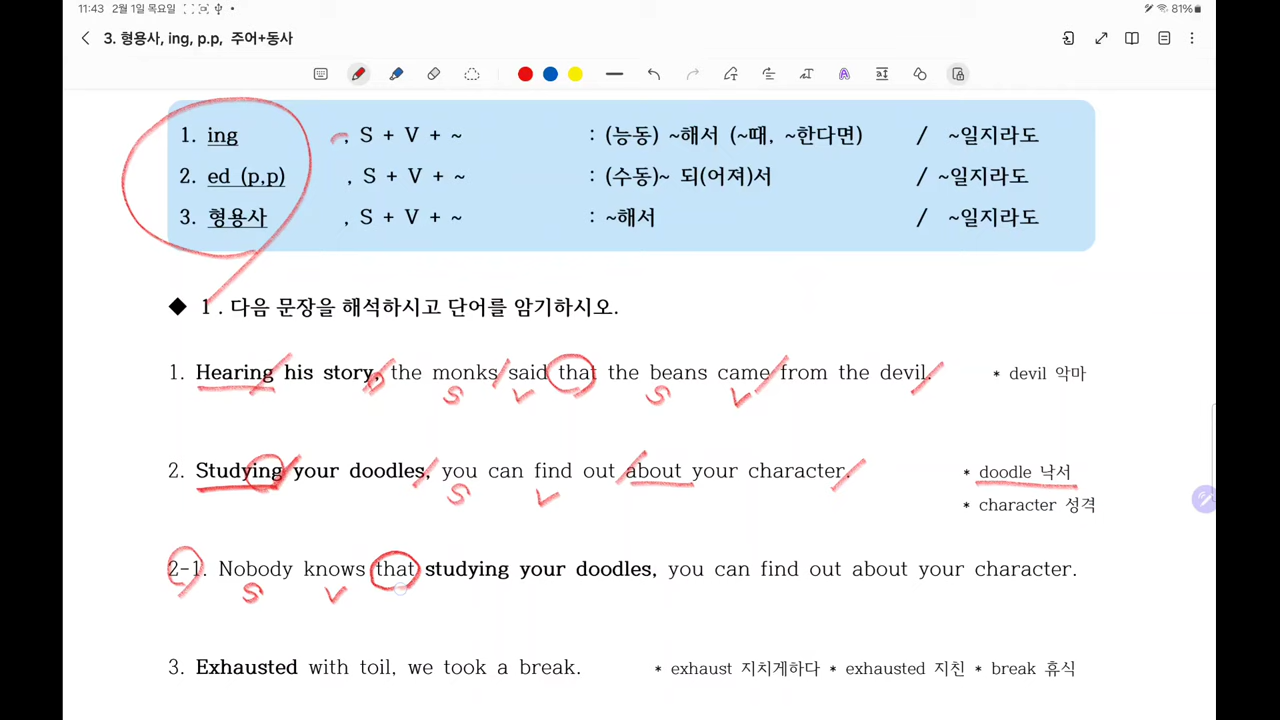 11:43 2월 1일 목요일
81%
3. 형용사, ing, p.p, 주어+동사
1. ing , S + V + ~ : (능동) ~해서 (~때, ~한다면) / ~일지라도
2. ed (p,p) , S + V + ~ : (수동)~ 되(어져)서 / ~일지라도
3. 형용사 , S + V + ~ : ~해서 / ~일지라도
◆ 1 . 다음 문장을 해석하시고 단어를 암기하시오.
1. Hearing his story, the monks said that the beans came from the devil. * devil 악마
S V S V
2. Studying your doodles, you can find out about your character. * doodle 낙서
S V
* character 성격
2-1. Nobody knows that studying your doodles, you can find out about your character.
S V
3. Exhausted with toil, we took a break. * exhaust 지치게하다 * exhausted 지친 * break 휴식